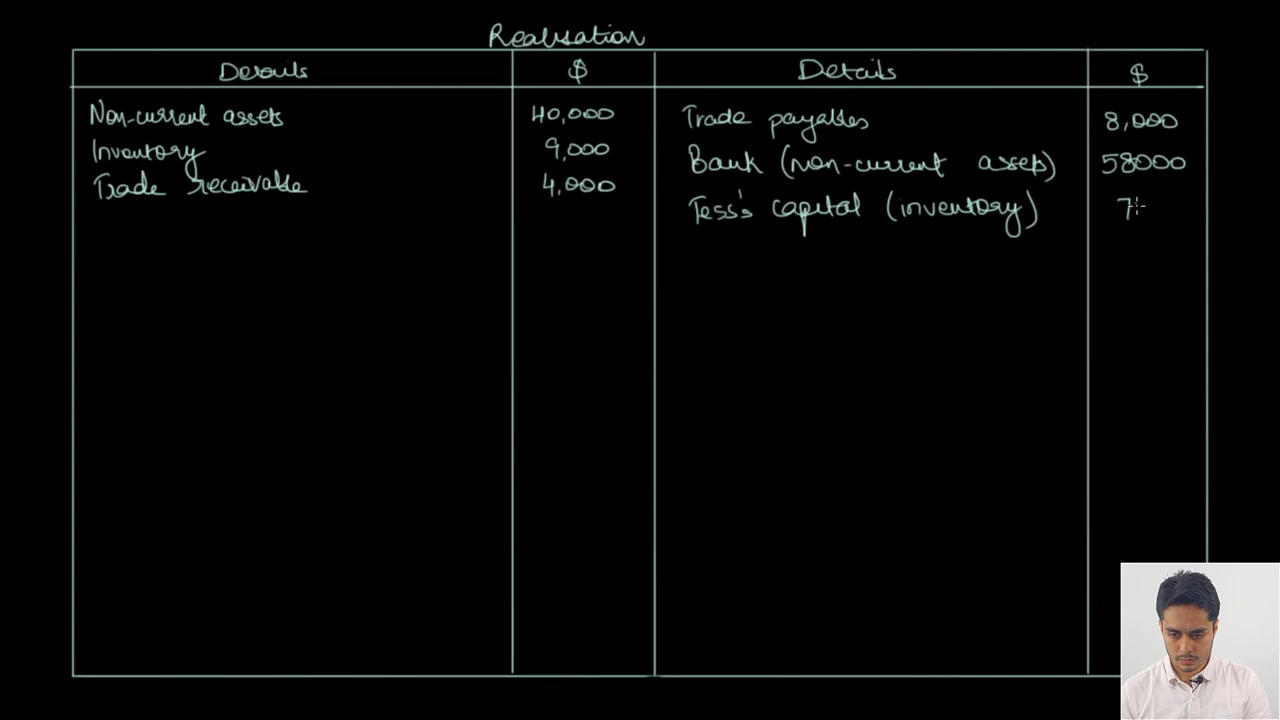 Realisation
Details $ Details $
Non-current assets 40,000 Trade payables 8,000
Inventory 9,000 Bank (non-current assets) 58000
Trade receivable 4,000 Tess's capital (inventory) 7